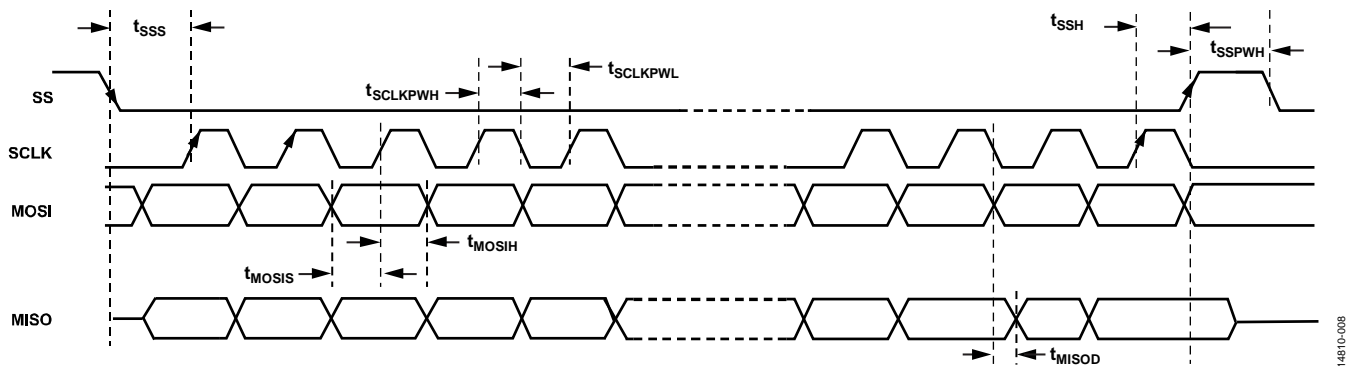 tSSS
tSSH
tSSPWH
tSCLKPWL
tSCLKPWH
SS
SCLK
MOSI
tMOSIH
tMOSIS
MISO
tMISOD
14810-008